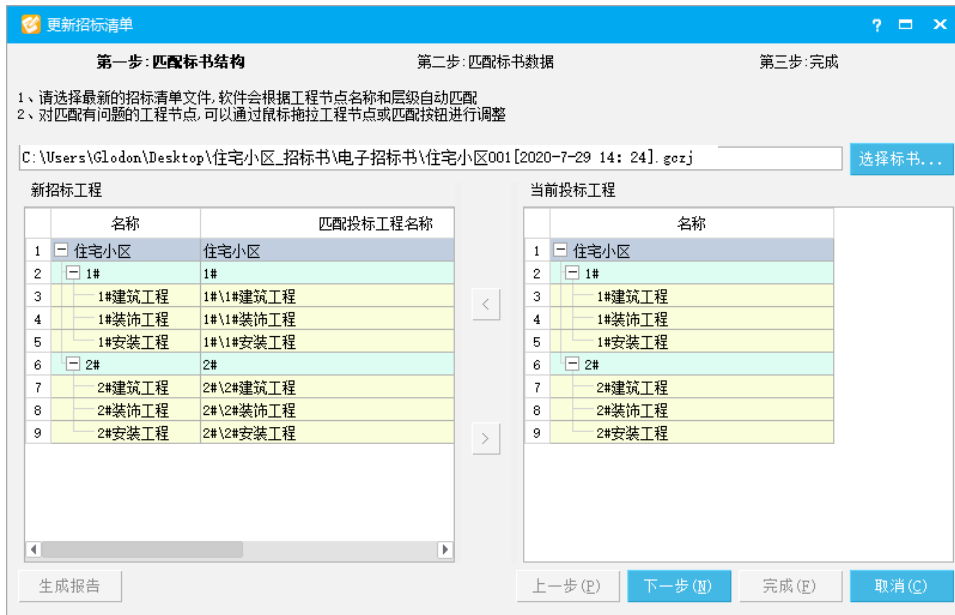 更新招标清单
第一步:匹配标书结构 第二步:匹配标书数据 第三步:完成
1、请选择最新的招标清单文件,软件会根据工程节点名称和层级自动匹配
2、对匹配有问题的工程节点,可以通过鼠标拖拉工程节点或匹配按钮进行调整
C:\Users\Glodon\Desktop\住宅小区_招标书\电子招标书\住宅小区001[2020-7-29 14: 24].gczj 选择标书...
新招标工程 当前投标工程
名称 匹配投标工程名称 名称
1 住宅小区 住宅小区 1 住宅小区
2 1# 1# 2 1#
3 1#建筑工程 1#\1#建筑工程 3 1#建筑工程
4 1#装饰工程 1#\1#装饰工程 4 1#装饰工程
5 1#安装工程 1#\1#安装工程 5 1#安装工程
6 2# 2# 6 2#
7 2#建筑工程 2#\2#建筑工程 7 2#建筑工程
8 2#装饰工程 2#\2#装饰工程 8 2#装饰工程
9 2#安装工程 2#\2#安装工程 9 2#安装工程
生成报告 上一步(P) 下一步(N) 完成(F) 取消(C)